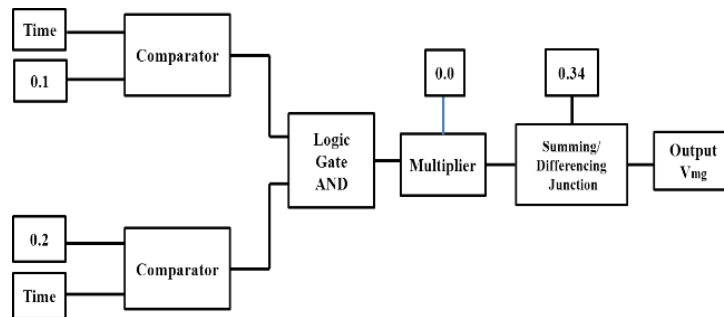 Time
0.1
Comparator
0.2
Time
Comparator
Logic
Gate
AND
0.0
Multiplier
0.34
Summing/
Differencing
Junction
Output
Vmg